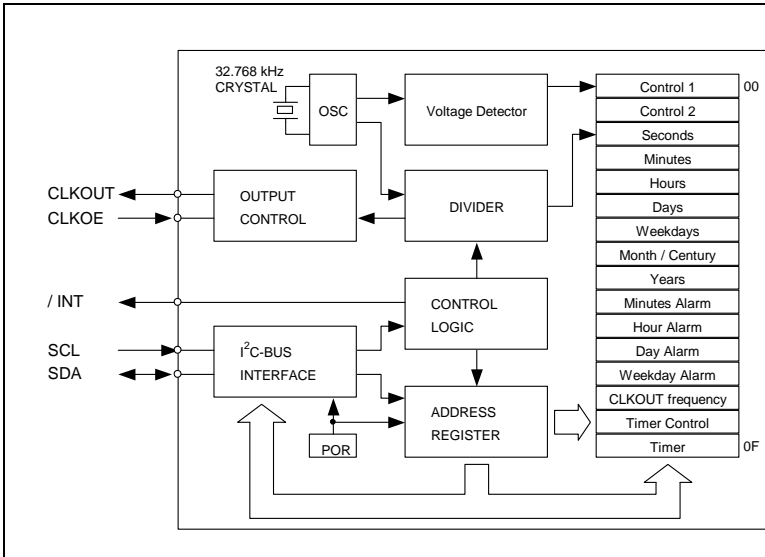 32.768 kHz
CRYSTAL
OSC
Voltage Detector
Control 1
00
Control 2
Seconds
Minutes
Hours
Days
Weekdays
Month / Century
Years
Minutes Alarm
Hour Alarm
Day Alarm
Weekday Alarm
CLKOUT frequency
Timer Control
Timer
0F
CLKOUT
CLKOE
OUTPUT
CONTROL
DIVIDER
/ INT
CONTROL
LOGIC
SCL
SDA
I²C-BUS
INTERFACE
ADDRESS
REGISTER
POR